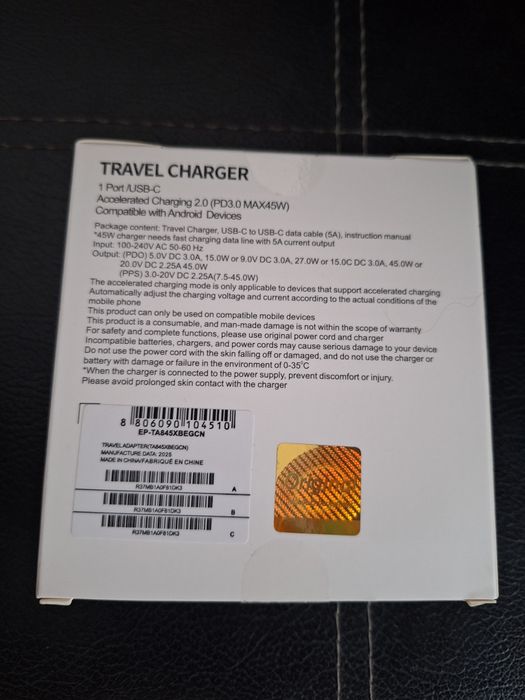 TRAVEL CHARGER
1 Port /USB-C
Accelerated Charging 2.0 (PD3.0 MAX45W)
Compatible with Android Devices
Package content: Travel Charger, USB-C to USB-C data cable (5A), instruction manual
*45W charger needs fast charging data line with 5A current output
Input: 100-240V AC 50-60 Hz
Output: (PDO) 5.0V DC 3.0A, 15.0W or 9.0V DC 3.0A, 27.0W or 15.0C DC 3.0A, 45.0W or
20.0V DC 2.25A 45.0W
(PPS) 3.0-20V DC 2.25A(7.5-45.0W)
The accelerated charging mode is only applicable to devices that support accelerated charging
Automatically adjust the charging voltage and current according to the actual conditions of the
mobile phone
This product can only be used on compatible mobile devices
This product is a consumable, and man-made damage is not within the scope of warranty
For safety and complete functions, please use original power cord and charger
Incompatible batteries, chargers, and power cords may cause serious damage to your device
Do not use the power cord with the skin falling off or damaged, and do not use the charger or
battery with damage or failure in the environment of 0-35°C
*When the charger is connected to the power supply, prevent discomfort or injury.
Please avoid prolonged skin contact with the charger
8 806090 104510
EP-TA845XBEGCN
TRAVEL ADAPTER(TA845XBEGCN)
MANUFACTURE DATA: 2025
MADE IN CHINA/FABRIQUÉ EN CHINE
R37MB1A0F81DK3
A
R37MB1A0F81DK3
B
R37MB1A0F81DK3
C
Original